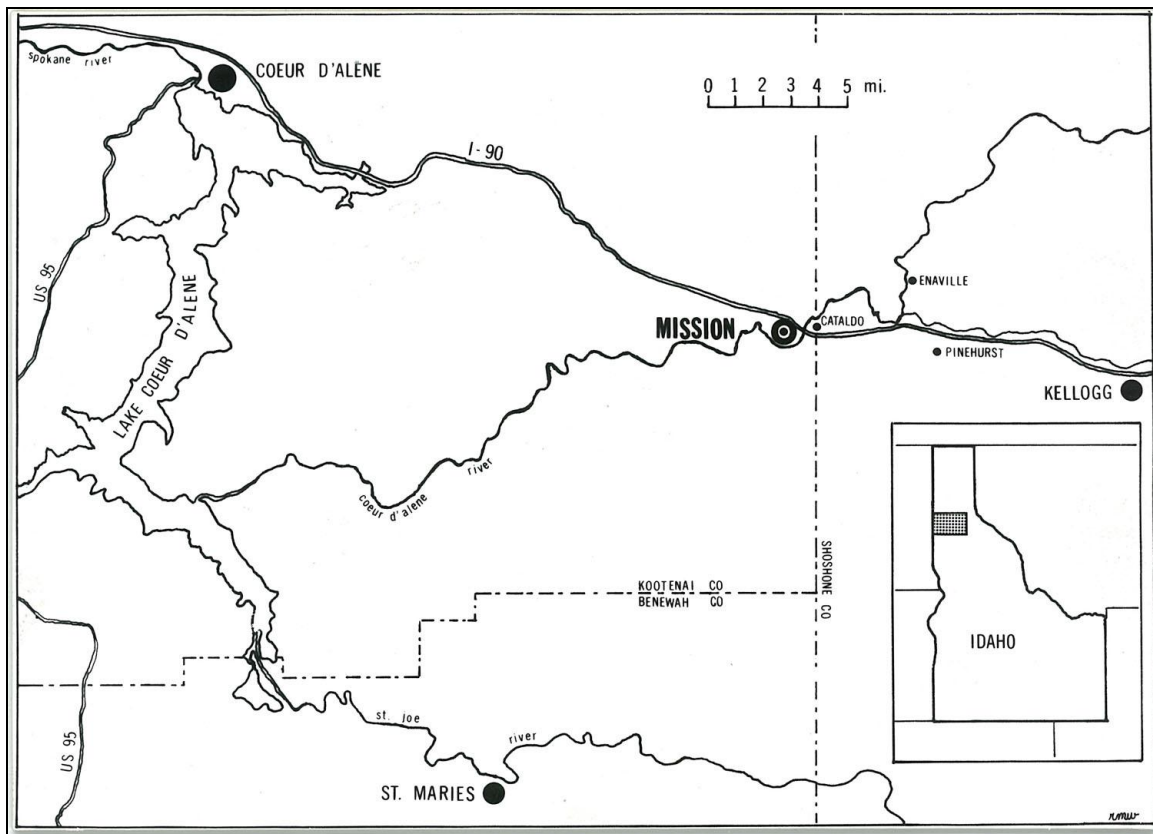 spokane river
COEUR D'ALENE
0 1 2 3 4 5 mi.
I-90
US 95
LAKE COEUR D'ALENE
ENAVILLE
MISSION
CATALDO
PINEHURST
KELLOGG
coeur d'alene river
SHOSHONE CO
KOOTENAI CO
BENEWAH CO
IDAHO
US 95
st. joe river
ST. MARIES
rmw